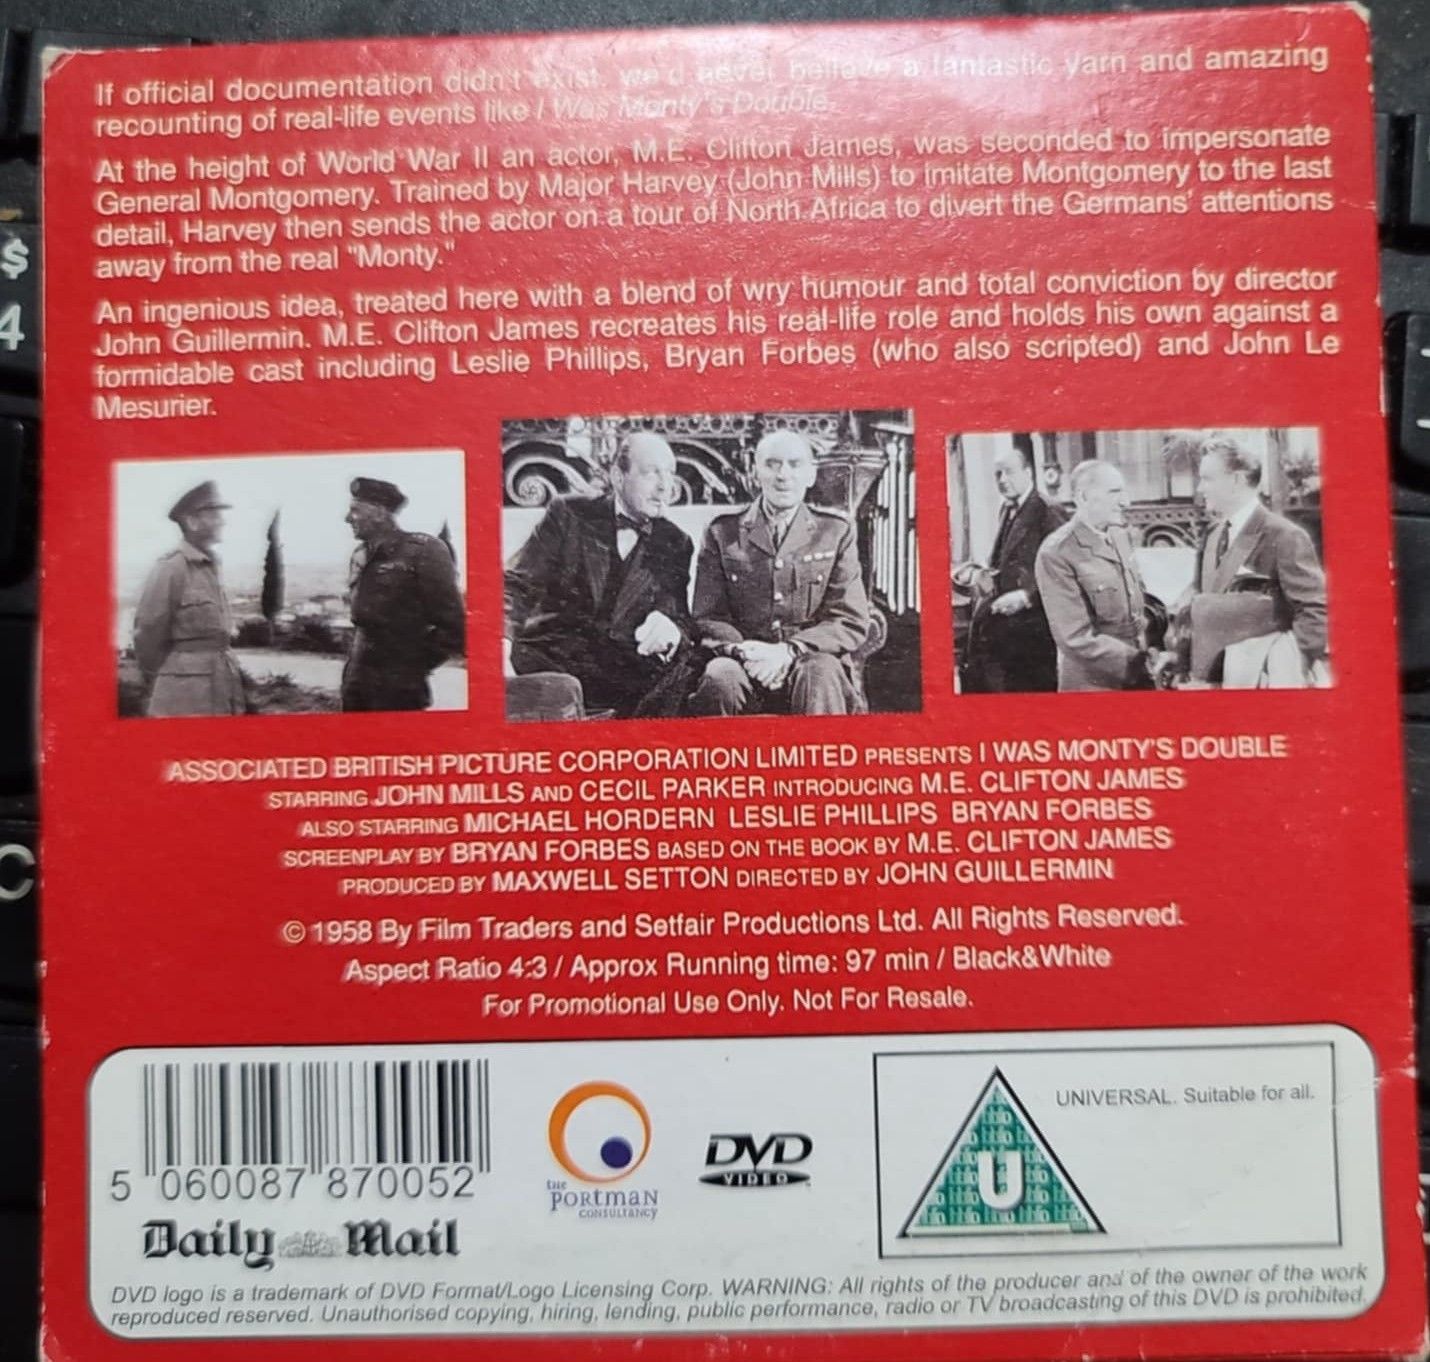 If official documentation didn't exist, we'd never believe a fantastic yarn and amazing
recounting of real-life events like I Was Monty's Double.
At the height of World War II an actor, M.E. Clifton James, was seconded to impersonate
General Montgomery. Trained by Major Harvey (John Mills) to imitate Montgomery to the last
detail, Harvey then sends the actor on a tour of North Africa to divert the Germans' attentions
away from the real "Monty."
An ingenious idea, treated here with a blend of wry humour and total conviction by director
John Guillermin. M.E. Clifton James recreates his real-life role and holds his own against a
formidable cast including Leslie Phillips, Bryan Forbes (who also scripted) and John Le
Mesurier.
ASSOCIATED BRITISH PICTURE CORPORATION LIMITED PRESENTS I WAS MONTY'S DOUBLE
STARRING JOHN MILLS AND CECIL PARKER INTRODUCING M.E. CLIFTON JAMES
ALSO STARRING MICHAEL HORDERN LESLIE PHILLIPS BRYAN FORBES
SCREENPLAY BY BRYAN FORBES BASED ON THE BOOK BY M.E. CLIFTON JAMES
PRODUCED BY MAXWELL SETTON DIRECTED BY JOHN GUILLERMIN
© 1958 By Film Traders and Setfair Productions Ltd. All Rights Reserved.
Aspect Ratio 4:3 / Approx Running time: 97 min / Black&White
For Promotional Use Only. Not For Resale.
5 060087 870052
Daily Mail
the PORTMAN
CONSULTANCY
DVD
VIDEO
U
UNIVERSAL. Suitable for all.
DVD logo is a trademark of DVD Format/Logo Licensing Corp. WARNING: All rights of the producer and of the owner of the work
reproduced reserved. Unauthorised copying, hiring, lending, public performance, radio or TV broadcasting of this DVD is prohibited.
$
4
C